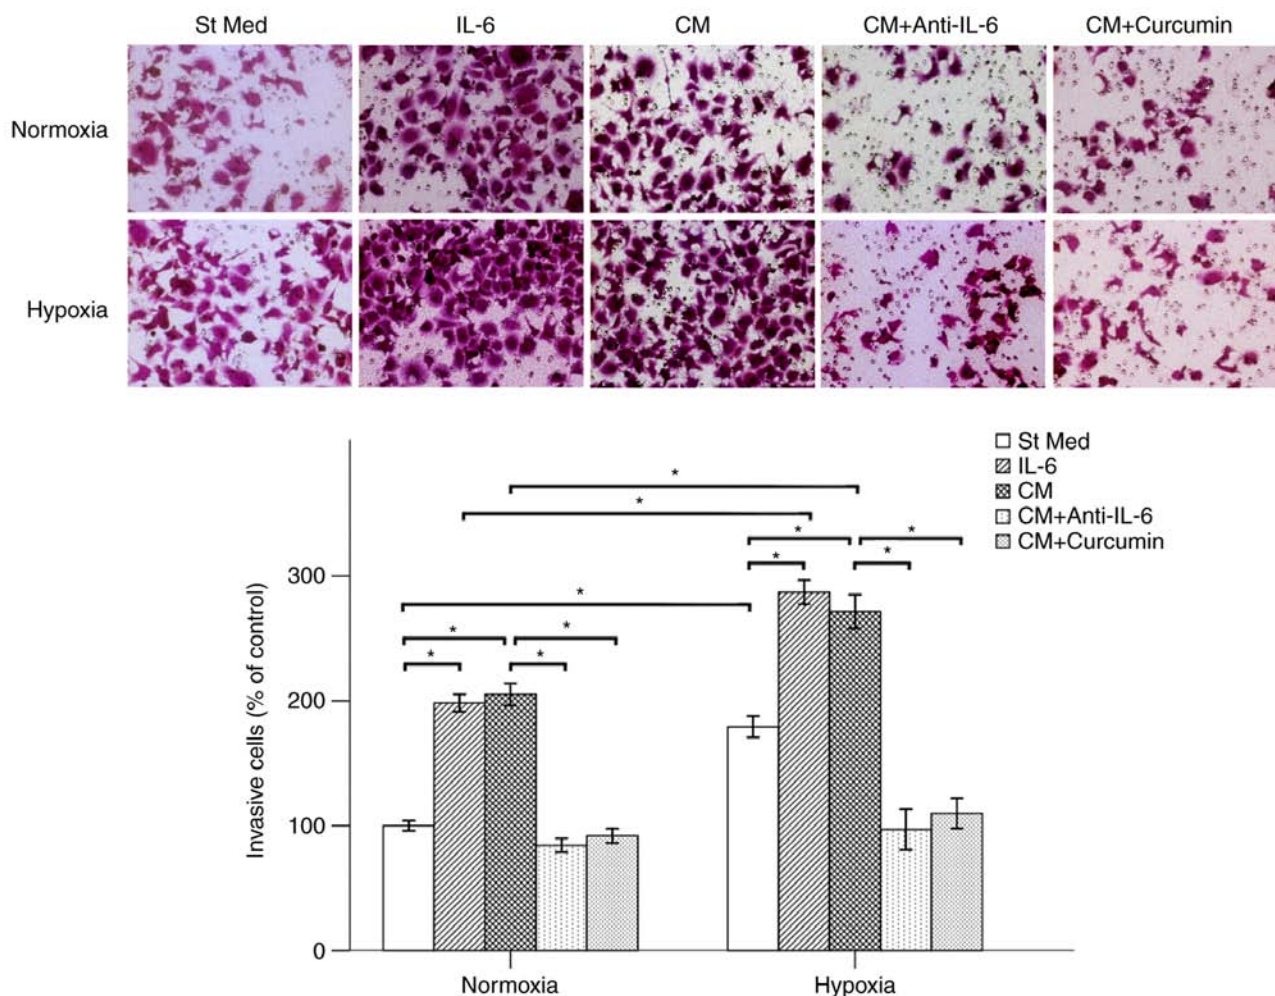 St Med IL-6 CM CM+Anti-IL-6 CM+Curcumin
Normoxia
Hypoxia
St Med
IL-6
CM
CM+Anti-IL-6
CM+Curcumin
* * * * * *
* * * * * *
*
Invasive cells (% of control)
300
200
100
0
Normoxia Hypoxia